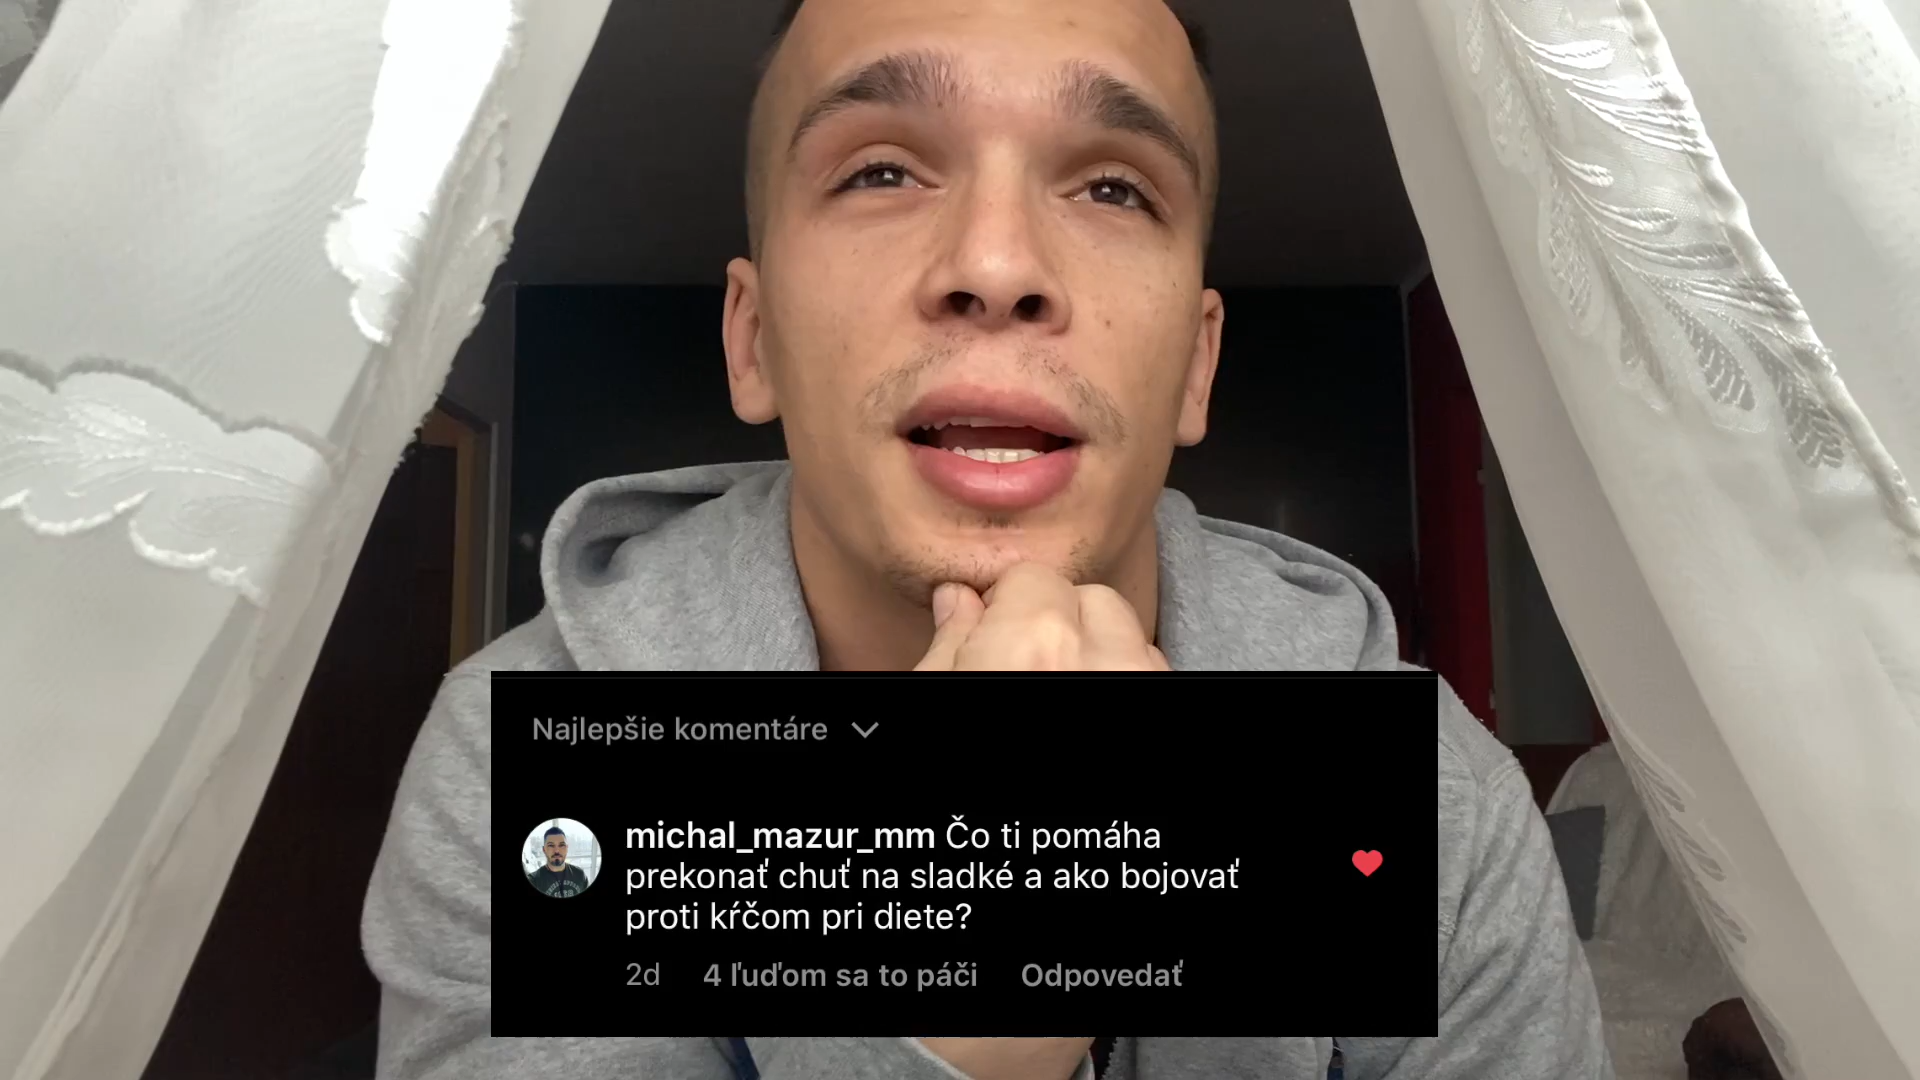 Najlepšie komentáre
michal_mazur_mm Čo ti pomáha
prekonať chuť na sladké a ako bojovať
proti kŕčom pri diete?
2d 4 ľuďom sa to páči Odpovedať